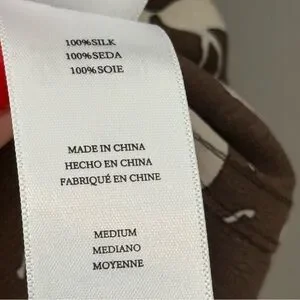 100%SILK
100%SEDA
100%SOIE
MADE IN CHINA
HECHO EN CHINA
FABRIQUÉ EN CHINE
MEDIUM
MEDIANO
MOYENNE